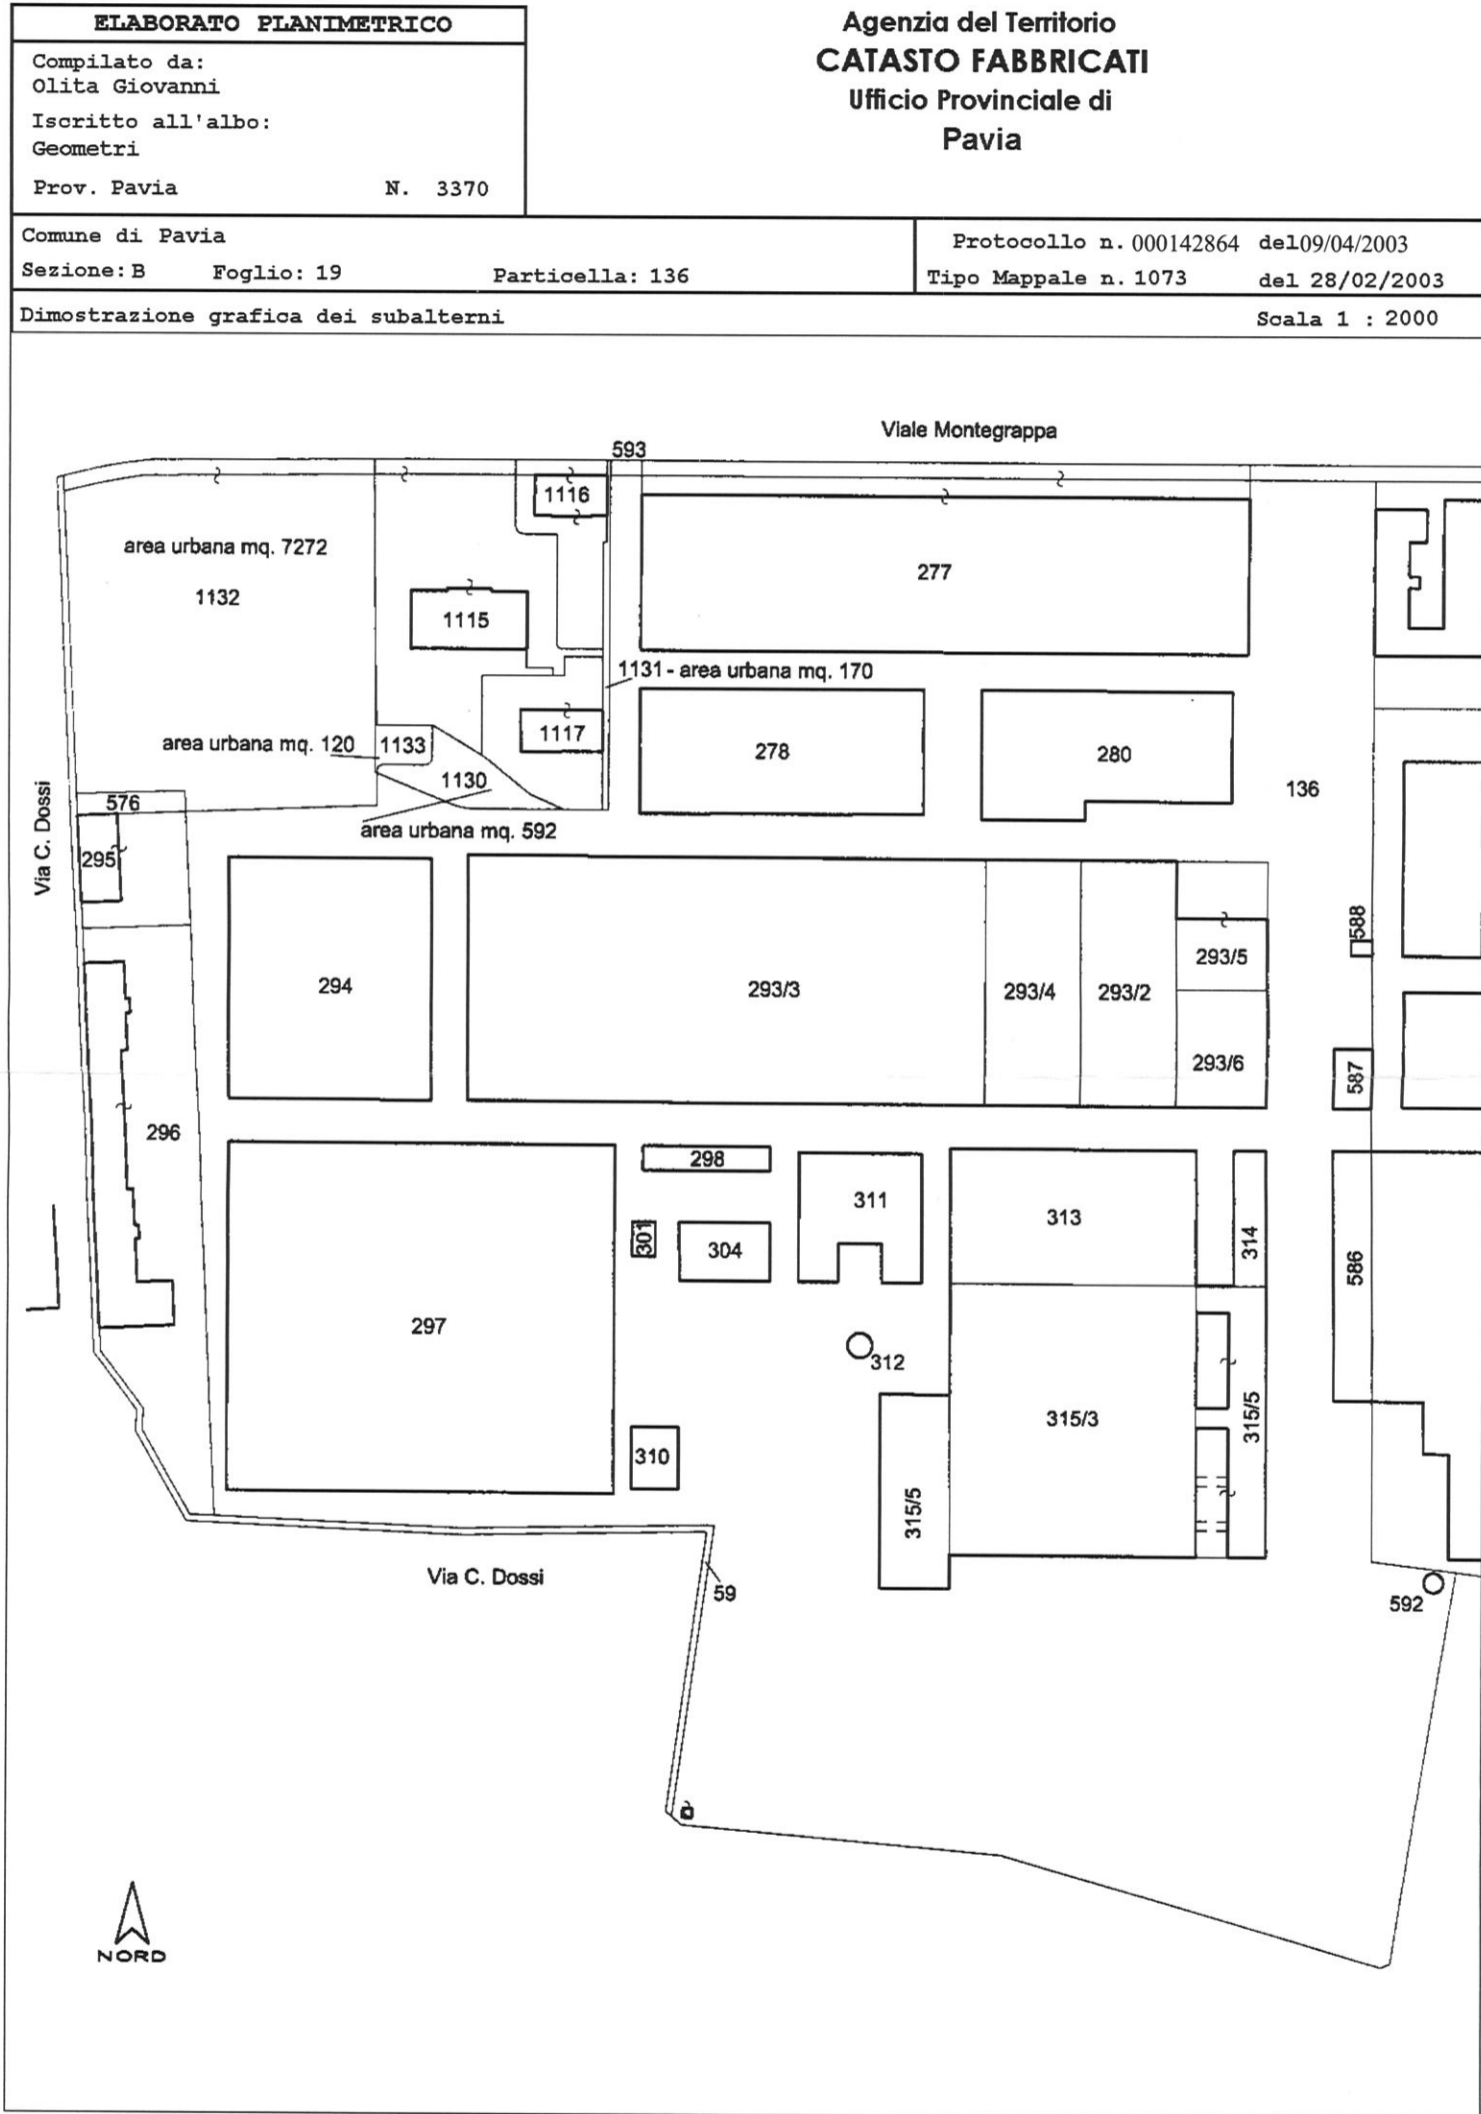 ELABORATO PLANIMETRICO
Compilato da:
Olita Giovanni
Iscritto all'albo:
Geometri
Prov. Pavia N. 3370
Agenzia del Territorio
CATASTO FABBRICATI
Ufficio Provinciale di
Pavia
Comune di Pavia
Sezione: B Foglio: 19 Particella: 136
Protocollo n. 000142864 del09/04/2003
Tipo Mappale n. 1073 del 28/02/2003
Dimostrazione grafica dei subalterni Scala 1 : 2000
Viale Montegrappa
593
1116
area urbana mq. 7272
277
1132
1115
1131 - area urbana mq. 170
1117
area urbana mq. 120
1133
278
280
1130
136
576
area urbana mq. 592
Via C. Dossi
295
588
294
293/3
293/4
293/2
293/5
293/6
587
296
298
311
313
314
301
304
586
297
312
315/3
315/5
310
315/5
Via C. Dossi
59
592
NORD